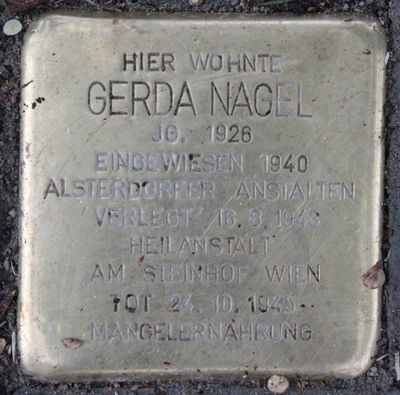 HIER WOHNTE
GERDA NAGEL
JG. 1926
EINGEWIESEN 1940
ALSTERDORFER ANSTALTEN
'VERLEGT' 16. 8. 1943
HEILANSTALT
AM STEINHOF WIEN
TOT 24. 10. 1945
MANGELERNÄHRUNG